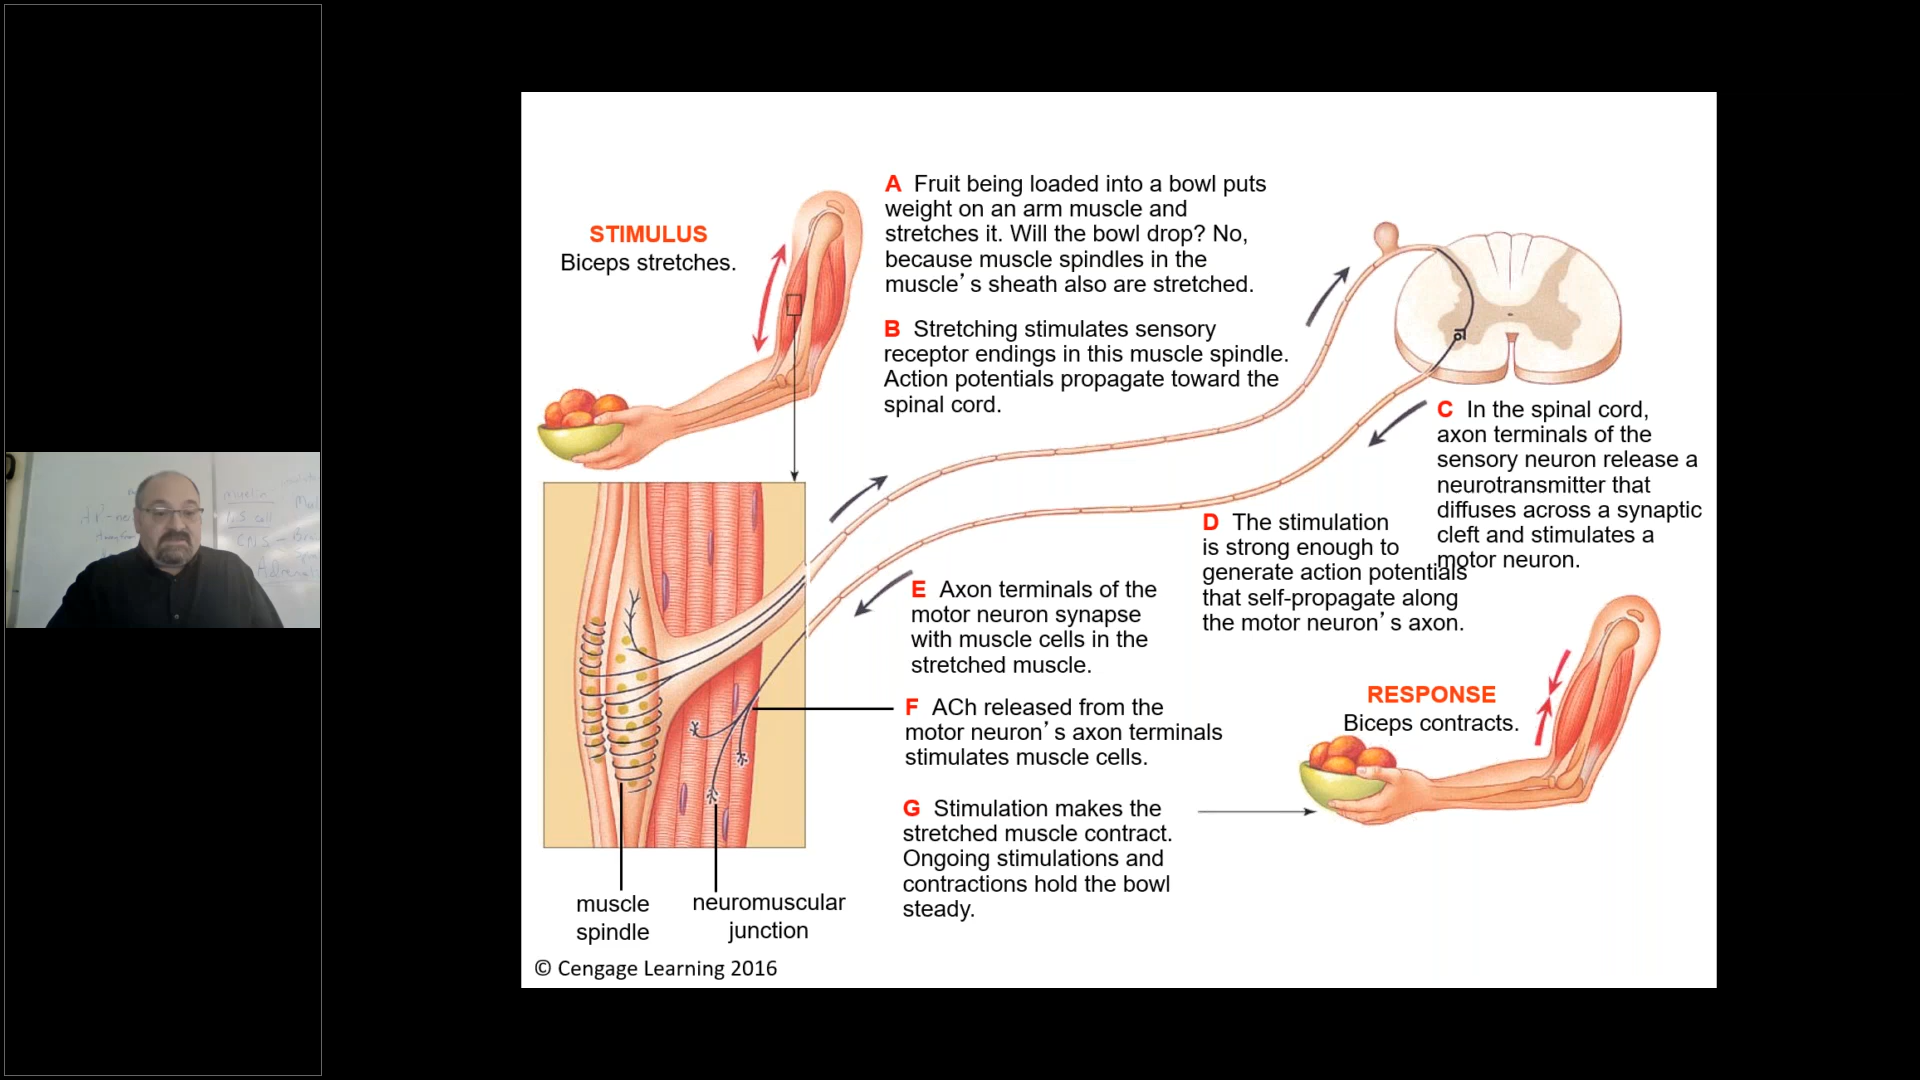 STIMULUS
Biceps stretches.
A Fruit being loaded into a bowl puts
weight on an arm muscle and
stretches it. Will the bowl drop? No,
because muscle spindles in the
muscle’s sheath also are stretched.
B Stretching stimulates sensory
receptor endings in this muscle spindle.
Action potentials propagate toward the
spinal cord.
C In the spinal cord,
axon terminals of the
sensory neuron release a
neurotransmitter that
diffuses across a synaptic
cleft and stimulates a
motor neuron.
D The stimulation
is strong enough to
generate action potentials
that self-propagate along
the motor neuron’s axon.
E Axon terminals of the
motor neuron synapse
with muscle cells in the
stretched muscle.
F ACh released from the
motor neuron’s axon terminals
stimulates muscle cells.
G Stimulation makes the
stretched muscle contract.
Ongoing stimulations and
contractions hold the bowl
steady.
RESPONSE
Biceps contracts.
muscle
spindle
neuromuscular
junction
© Cengage Learning 2016
myelin
CNS